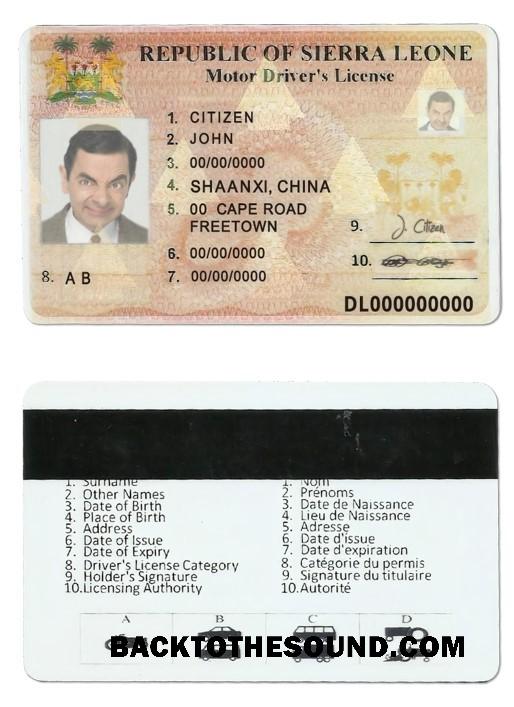 REPUBLIC OF SIERRA LEONE
Motor Driver's License
1. CITIZEN
2. JOHN
3. 00/00/0000
4. SHAANXI, CHINA
5. 00 CAPE ROAD
FREETOWN
6. 00/00/0000
7. 00/00/0000
8. A B
9. J. Citizen
10.
DL000000000
1. Surname
2. Other Names
3. Date of Birth
4. Place of Birth
5. Address
6. Date of Issue
7. Date of Expiry
8. Driver's License Category
9. Holder's Signature
10.Licensing Authority
1. Nom
2. Prénoms
3. Date de Naissance
4. Lieu de Naissance
5. Adresse
6. Date d'issue
7. Date d'expiration
8. Catégorie du permis
9. Signature du titulaire
10. Autorité
A B C D
BACKTOTHESOUND.COM